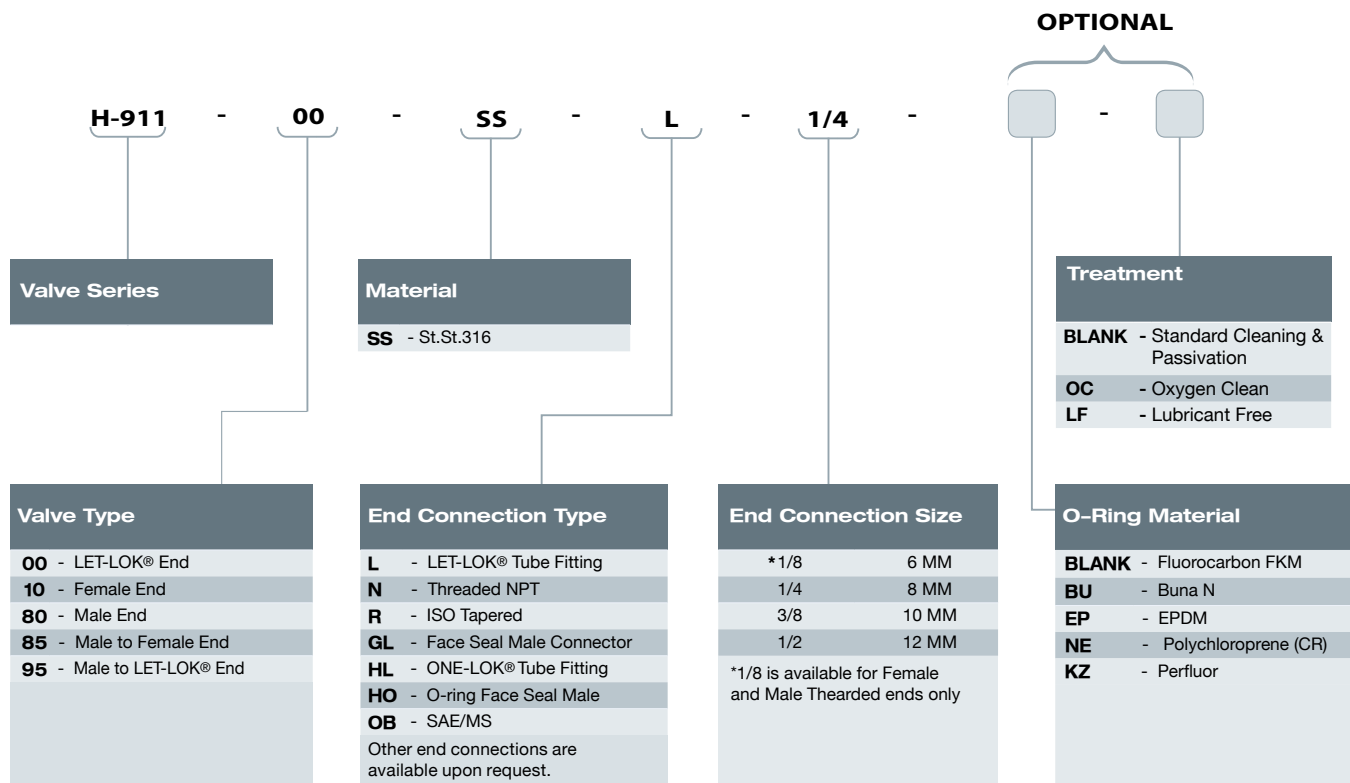 OPTIONAL
H-911 - 00 - SS - L - 1/4 - -
Valve Series
Material
SS - St.St.316
Treatment
BLANK - Standard Cleaning &
Passivation
OC - Oxygen Clean
LF - Lubricant Free
Valve Type
00 - LET-LOK® End
10 - Female End
80 - Male End
85 - Male to Female End
95 - Male to LET-LOK® End
End Connection Type
L - LET-LOK® Tube Fitting
N - Threaded NPT
R - ISO Tapered
GL - Face Seal Male Connector
HL - ONE-LOK® Tube Fitting
HO - O-ring Face Seal Male
OB - SAE/MS
Other end connections are
available upon request.
End Connection Size
*1/8 6 MM
1/4 8 MM
3/8 10 MM
1/2 12 MM
*1/8 is available for Female
and Male Thearded ends only
O-Ring Material
BLANK - Fluorocarbon FKM
BU - Buna N
EP - EPDM
NE - Polychloroprene (CR)
KZ - Perfluor